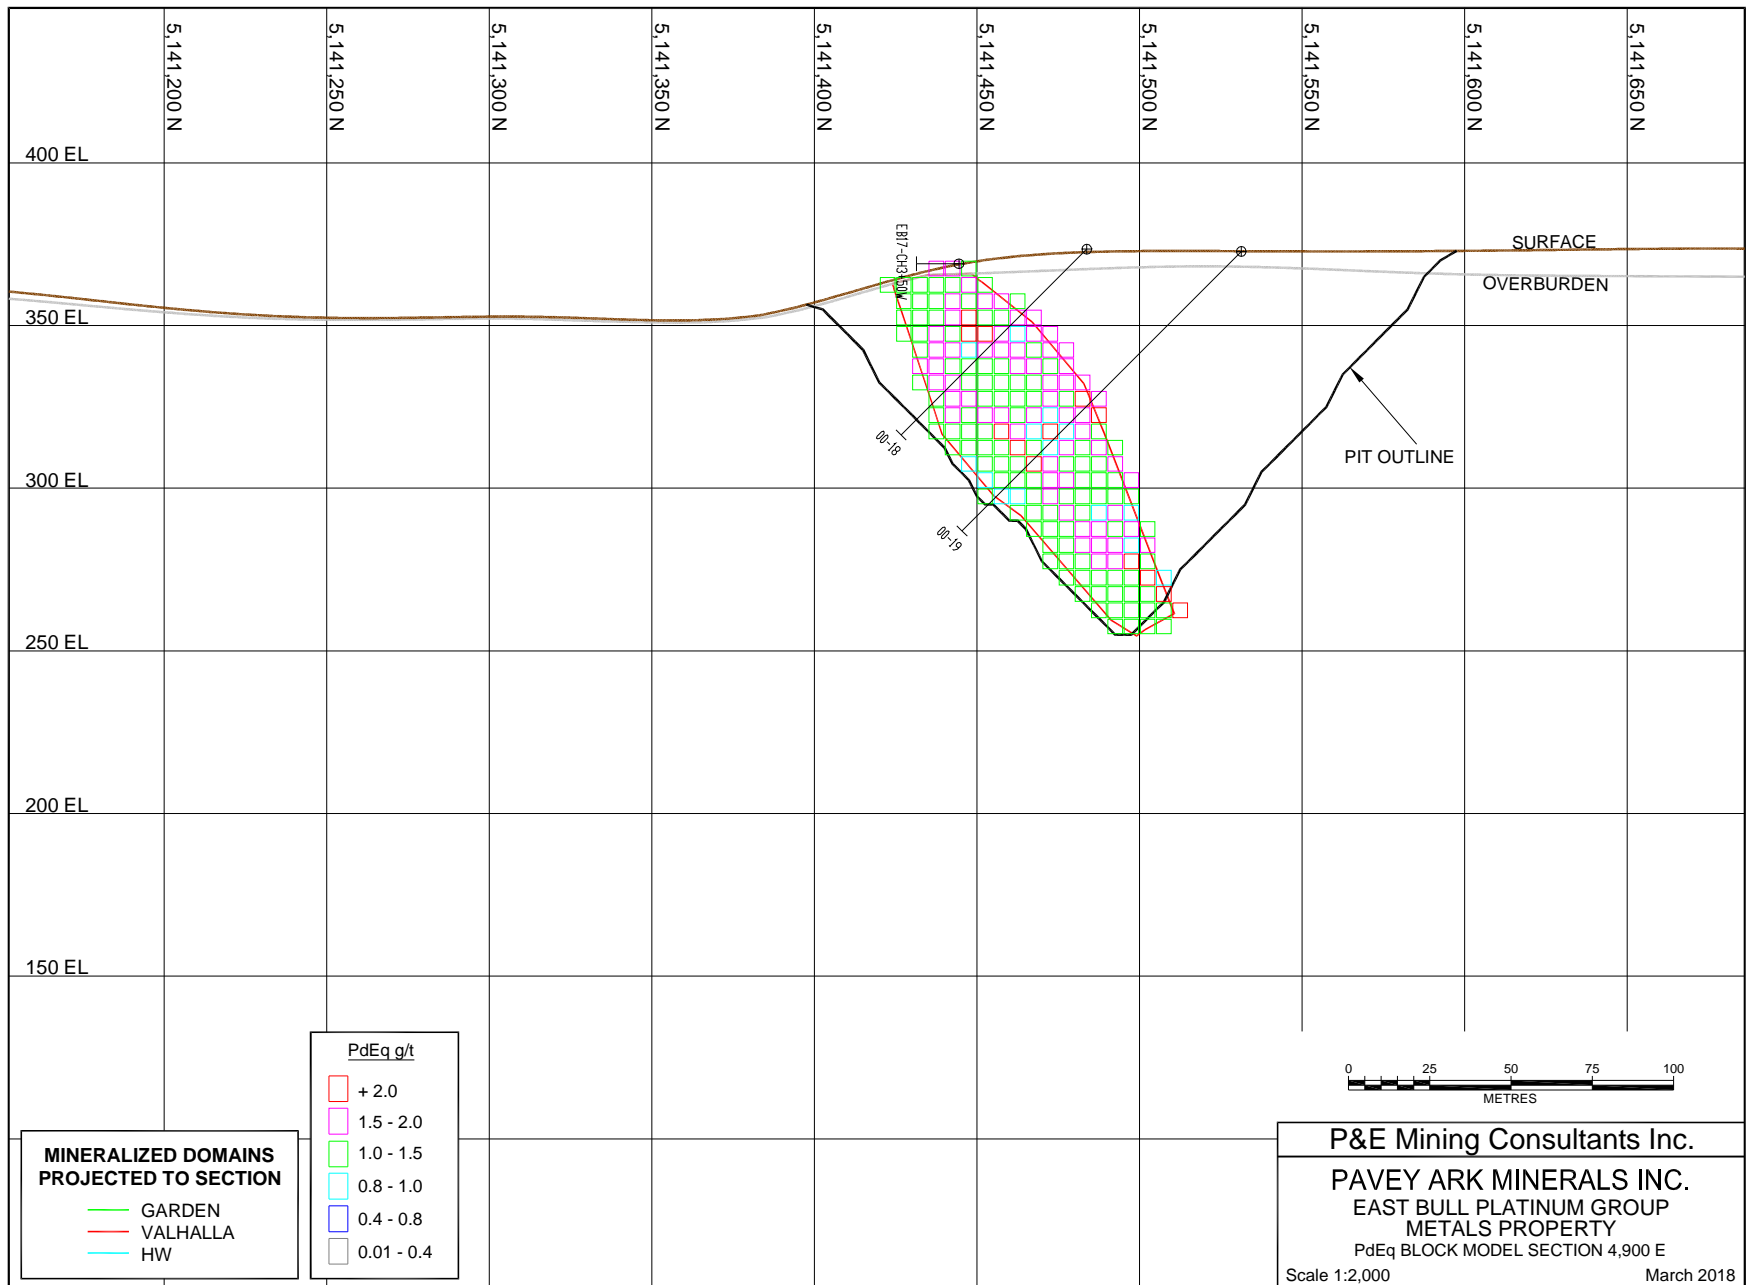 5,141,200 N
5,141,250 N
5,141,300 N
5,141,350 N
5,141,400 N
5,141,450 N
5,141,500 N
5,141,550 N
5,141,600 N
5,141,650 N
400 EL
350 EL
300 EL
250 EL
200 EL
150 EL
EB17-CH3+50W
SURFACE
OVERBURDEN
00-18
00-19
PIT OUTLINE
MINERALIZED DOMAINS
PROJECTED TO SECTION
GARDEN
VALHALLA
HW
PdEq g/t
+ 2.0
1.5 - 2.0
1.0 - 1.5
0.8 - 1.0
0.4 - 0.8
0.01 - 0.4
0 25 50 75 100
METRES
P&E Mining Consultants Inc.
PAVEY ARK MINERALS INC.
EAST BULL PLATINUM GROUP
METALS PROPERTY
PdEq BLOCK MODEL SECTION 4,900 E
Scale 1:2,000 March 2018